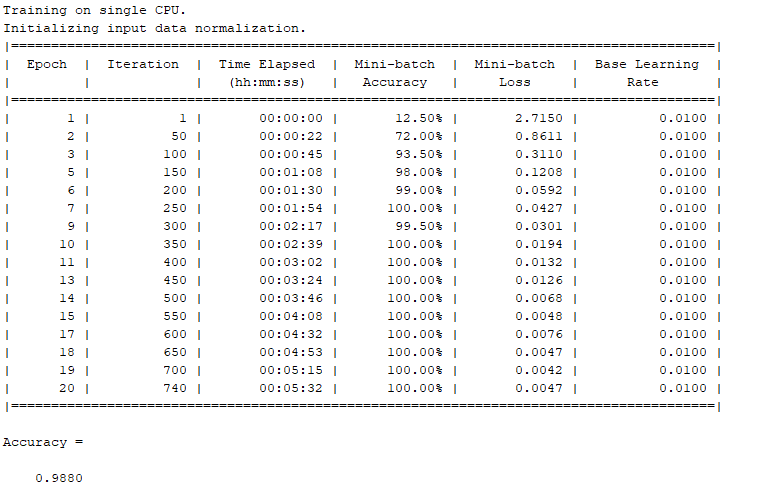 Training on single CPU.
Initializing input data normalization.
|========================================================================================|
| Epoch | Iteration | Time Elapsed | Mini-batch | Mini-batch | Base Learning |
| | | (hh:mm:ss) | Accuracy | Loss | Rate |
|========================================================================================|
| 1 | 1 | 00:00:00 | 12.50% | 2.7150 | 0.0100 |
| 2 | 50 | 00:00:22 | 72.00% | 0.8611 | 0.0100 |
| 3 | 100 | 00:00:45 | 93.50% | 0.3110 | 0.0100 |
| 5 | 150 | 00:01:08 | 98.00% | 0.1208 | 0.0100 |
| 6 | 200 | 00:01:30 | 99.00% | 0.0592 | 0.0100 |
| 7 | 250 | 00:01:54 | 100.00% | 0.0427 | 0.0100 |
| 9 | 300 | 00:02:17 | 99.50% | 0.0301 | 0.0100 |
| 10 | 350 | 00:02:39 | 100.00% | 0.0194 | 0.0100 |
| 11 | 400 | 00:03:02 | 100.00% | 0.0132 | 0.0100 |
| 13 | 450 | 00:03:24 | 100.00% | 0.0126 | 0.0100 |
| 14 | 500 | 00:03:46 | 100.00% | 0.0068 | 0.0100 |
| 15 | 550 | 00:04:08 | 100.00% | 0.0048 | 0.0100 |
| 17 | 600 | 00:04:32 | 100.00% | 0.0076 | 0.0100 |
| 18 | 650 | 00:04:53 | 100.00% | 0.0047 | 0.0100 |
| 19 | 700 | 00:05:15 | 100.00% | 0.0042 | 0.0100 |
| 20 | 740 | 00:05:32 | 100.00% | 0.0047 | 0.0100 |
|========================================================================================|
Accuracy =
0.9880